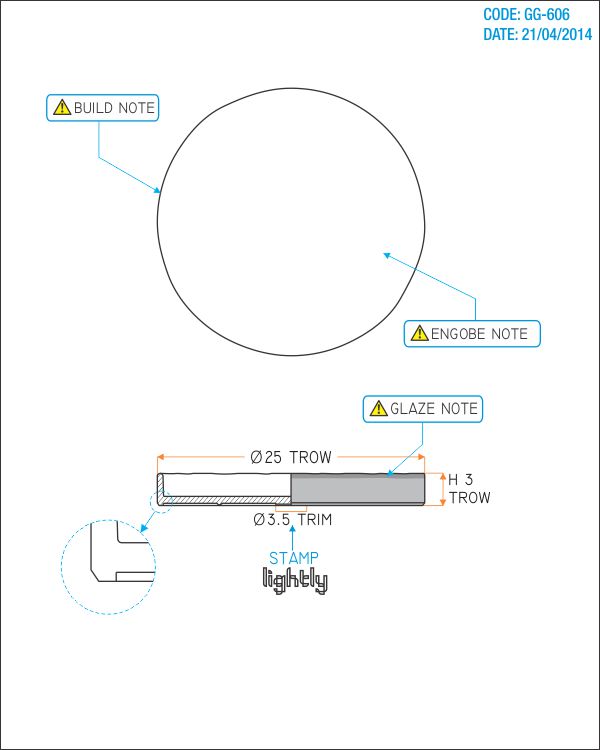 CODE: GG-606
DATE: 21/04/2014
BUILD NOTE
ENGOBE NOTE
GLAZE NOTE
Ø25 TROW
H 3
TROW
Ø3.5 TRIM
STAMP
lightly